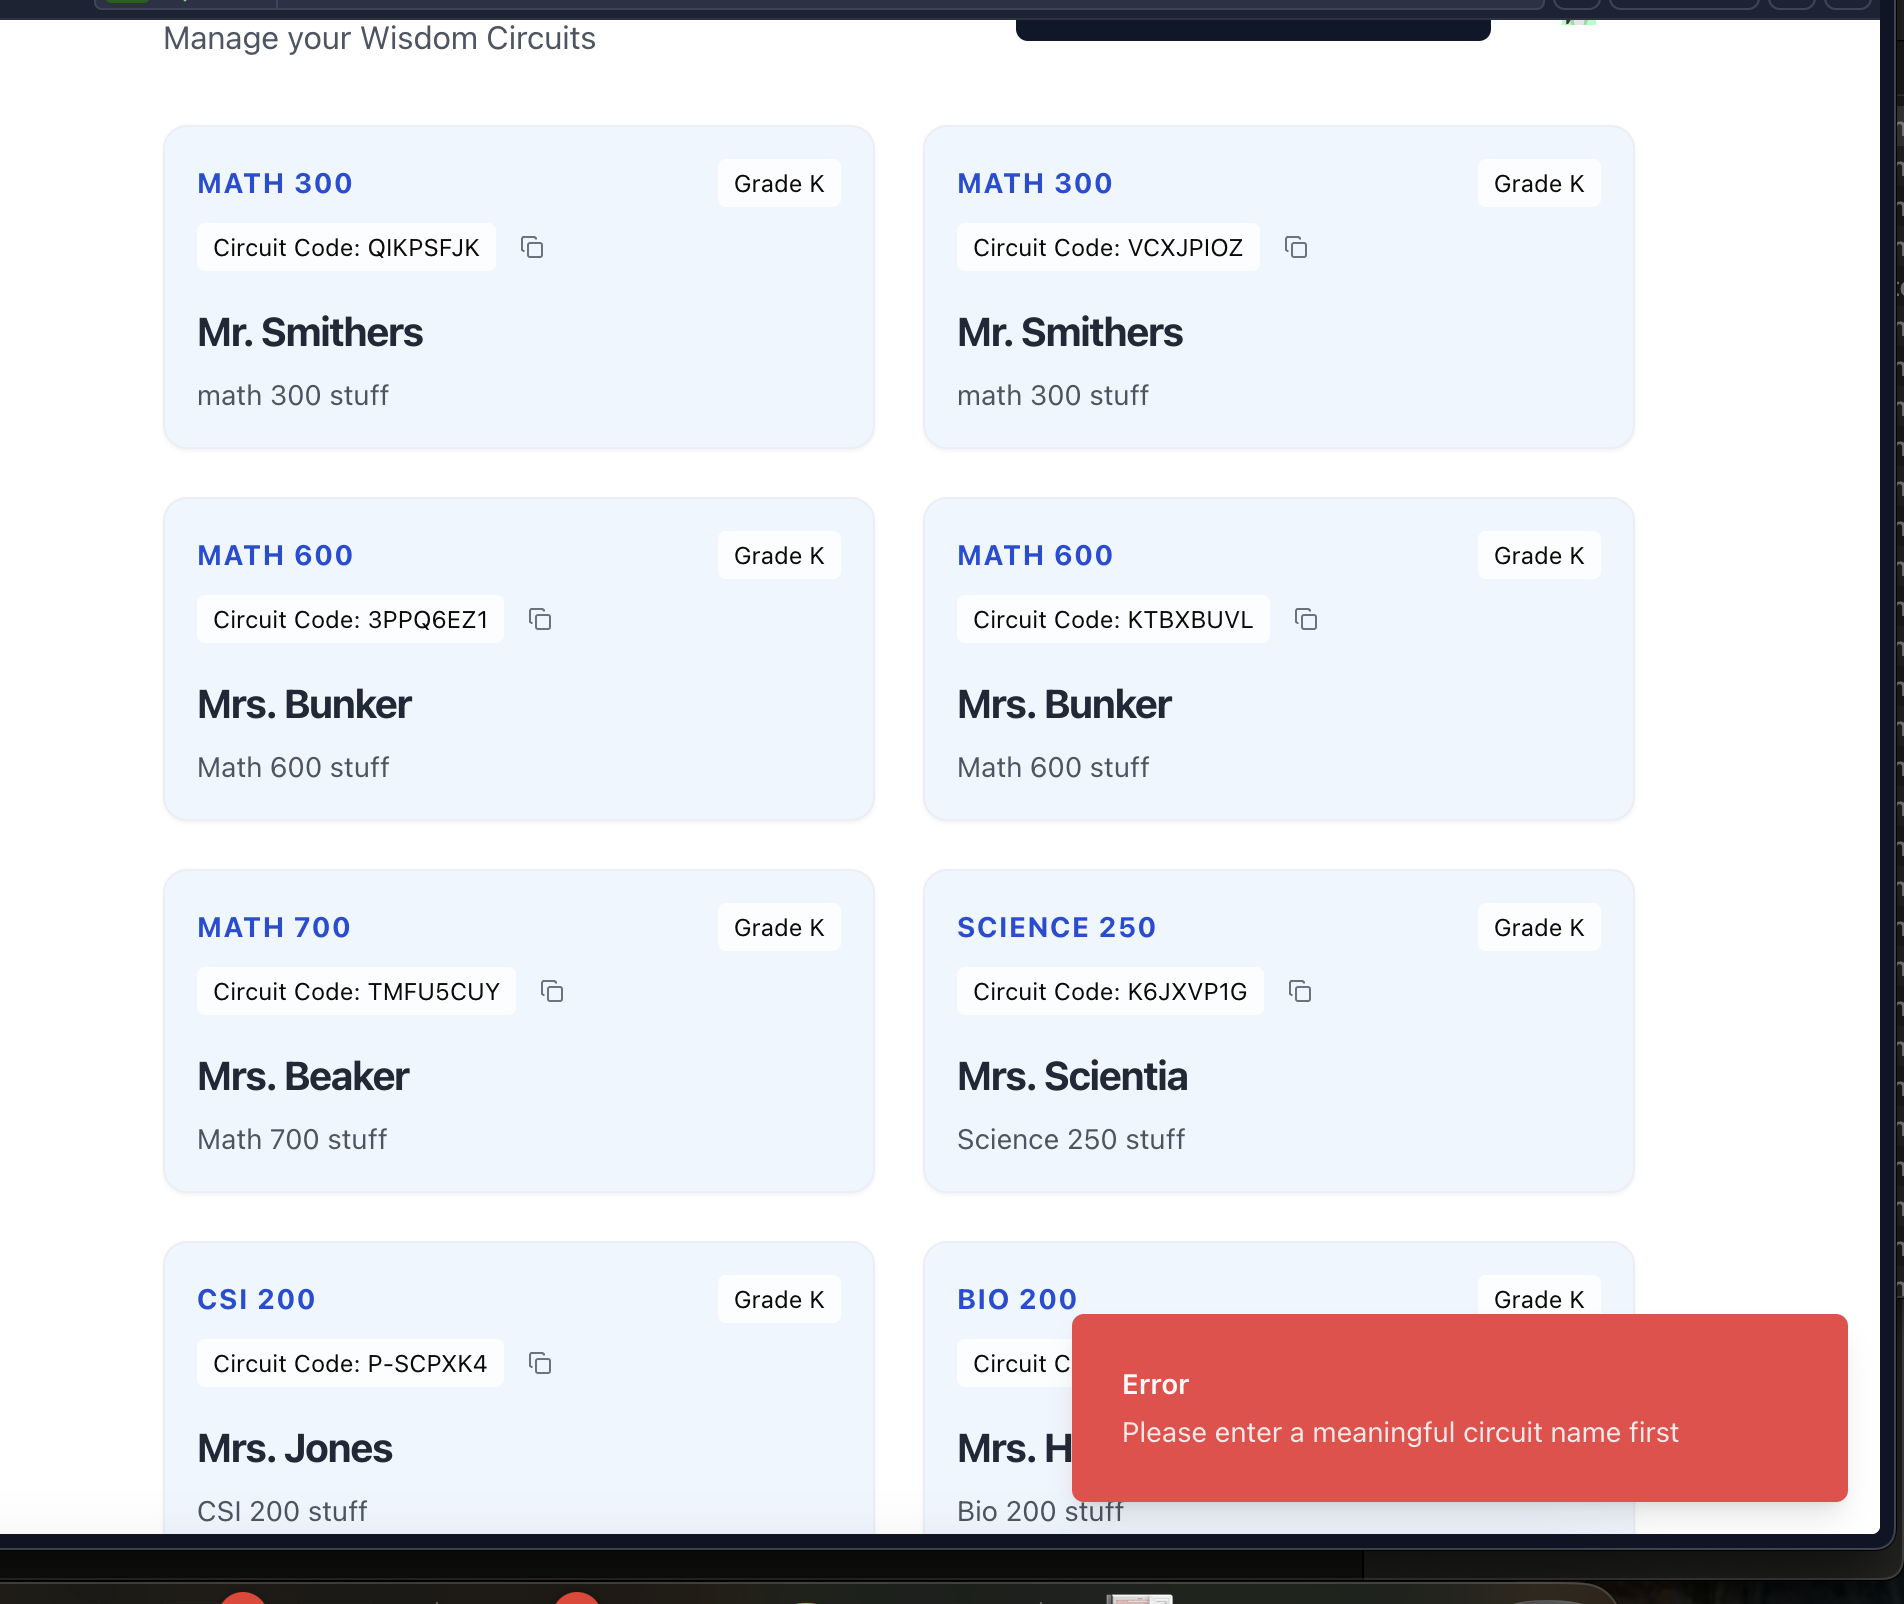 Manage your Wisdom Circuits
MATH 300
Grade K
Circuit Code: QIKPSFJK
Mr. Smithers
math 300 stuff
MATH 300
Grade K
Circuit Code: VCXJPIOZ
Mr. Smithers
math 300 stuff
MATH 600
Grade K
Circuit Code: 3PPQ6EZ1
Mrs. Bunker
Math 600 stuff
MATH 600
Grade K
Circuit Code: KTBXBUVL
Mrs. Bunker
Math 600 stuff
MATH 700
Grade K
Circuit Code: TMFU5CUY
Mrs. Beaker
Math 700 stuff
SCIENCE 250
Grade K
Circuit Code: K6JXVP1G
Mrs. Scientia
Science 250 stuff
CSI 200
Grade K
Circuit Code: P-SCPXK4
Mrs. Jones
CSI 200 stuff
BIO 200
Grade K
Circuit
Mrs.
Bio 200 stuff
Error
Please enter a meaningful circuit name first